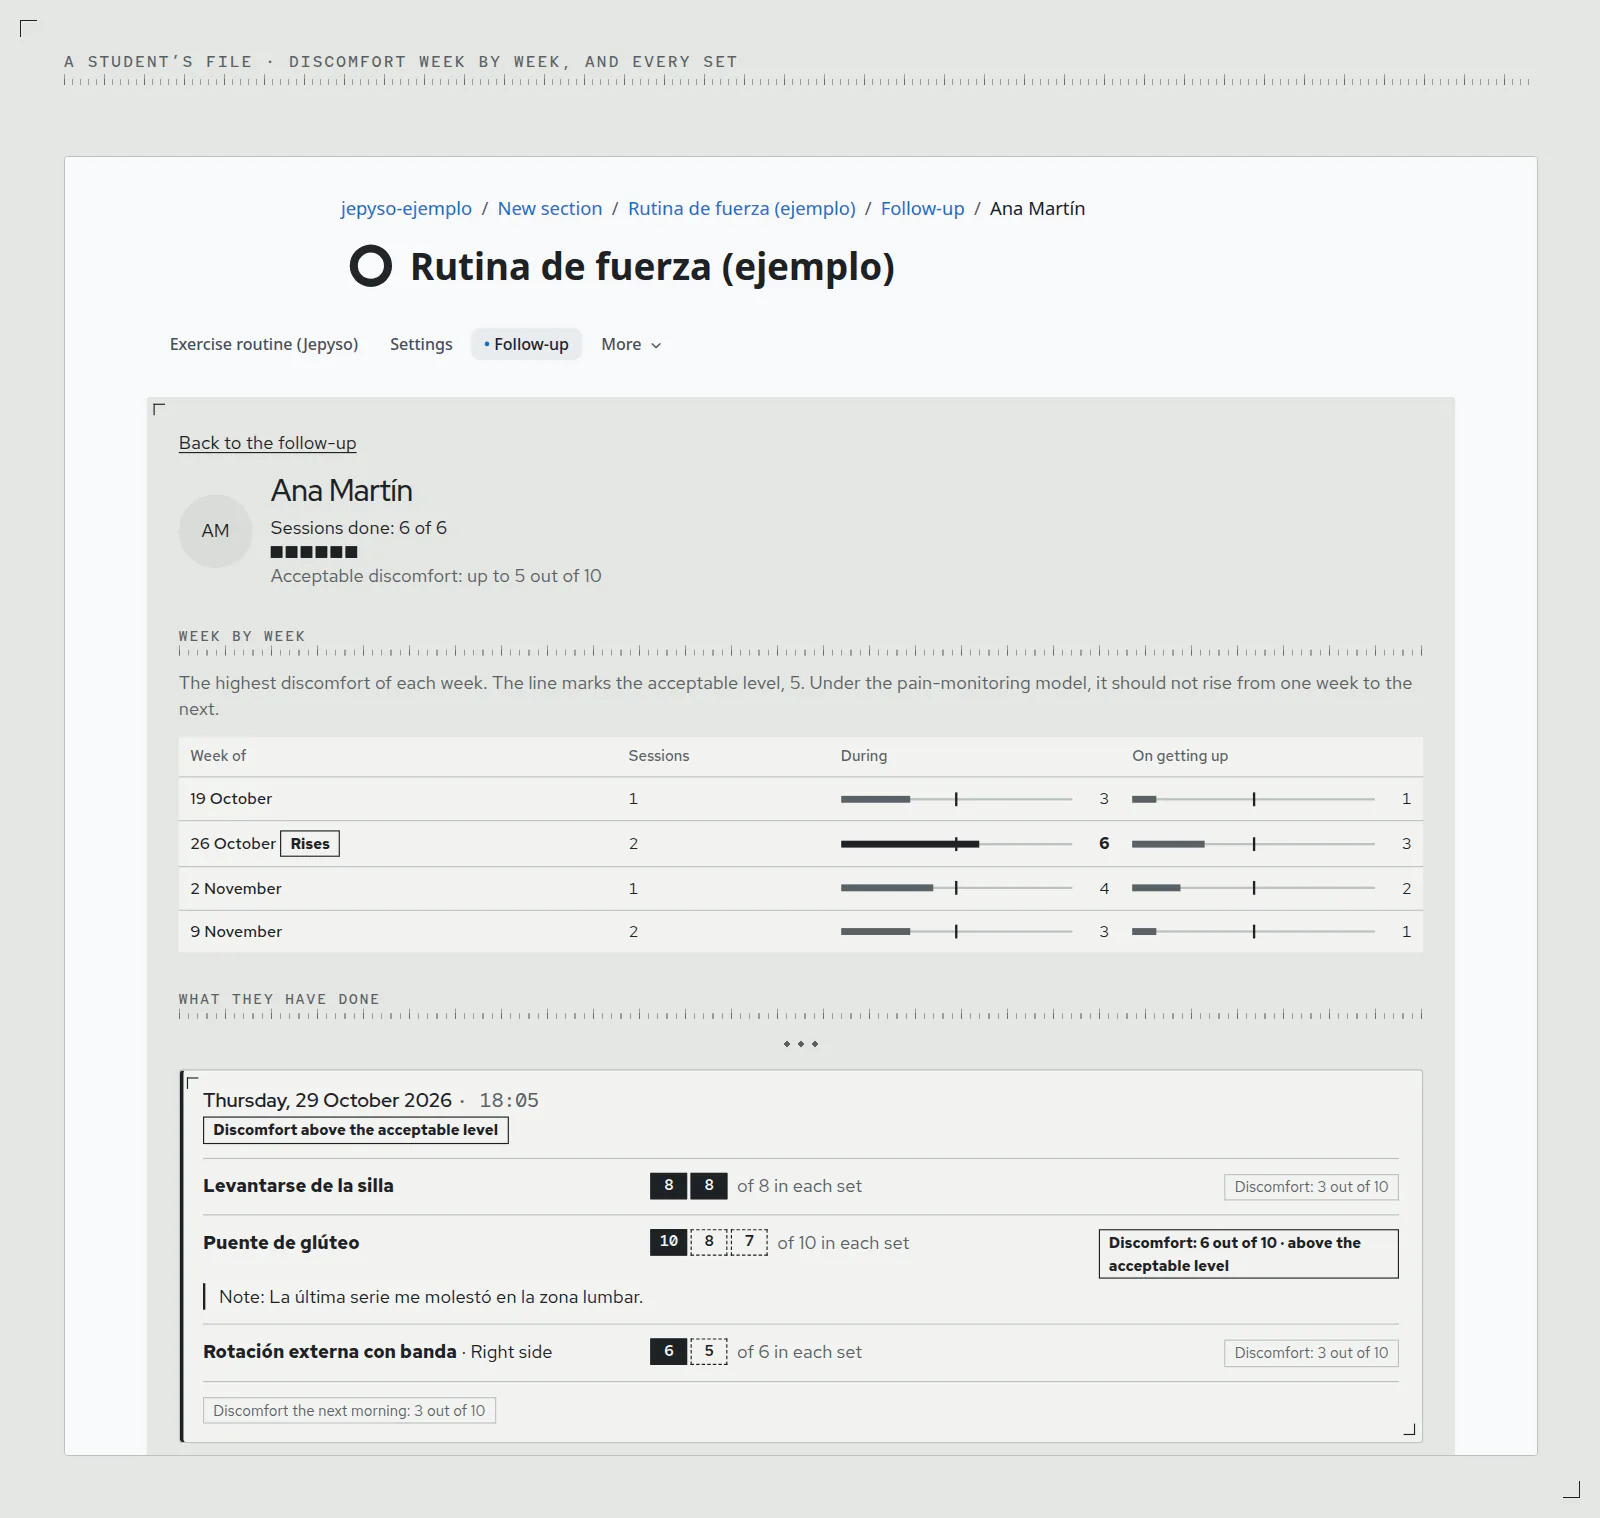 A STUDENT’S FILE · DISCOMFORT WEEK BY WEEK, AND EVERY SET
jepyso-ejemplo / New section / Rutina de fuerza (ejemplo) / Follow-up / Ana Martín
Rutina de fuerza (ejemplo)
Exercise routine (Jepyso) Settings • Follow-up More
Back to the follow-up
AM
Ana Martín
Sessions done: 6 of 6
Acceptable discomfort: up to 5 out of 10
WEEK BY WEEK
The highest discomfort of each week. The line marks the acceptable level, 5. Under the pain-monitoring model, it should not rise from one week to the
next.
Week of Sessions During On getting up
19 October 1 3 1
26 October Rises 2 6 3
2 November 1 4 2
9 November 2 3 1
WHAT THEY HAVE DONE
Thursday, 29 October 2026 · 18:05
Discomfort above the acceptable level
Levantarse de la silla 8 8 of 8 in each set Discomfort: 3 out of 10
Puente de glúteo 10 8 7 of 10 in each set Discomfort: 6 out of 10 · above the
acceptable level
Note: La última serie me molestó en la zona lumbar.
Rotación externa con banda · Right side 6 5 of 6 in each set Discomfort: 3 out of 10
Discomfort the next morning: 3 out of 10